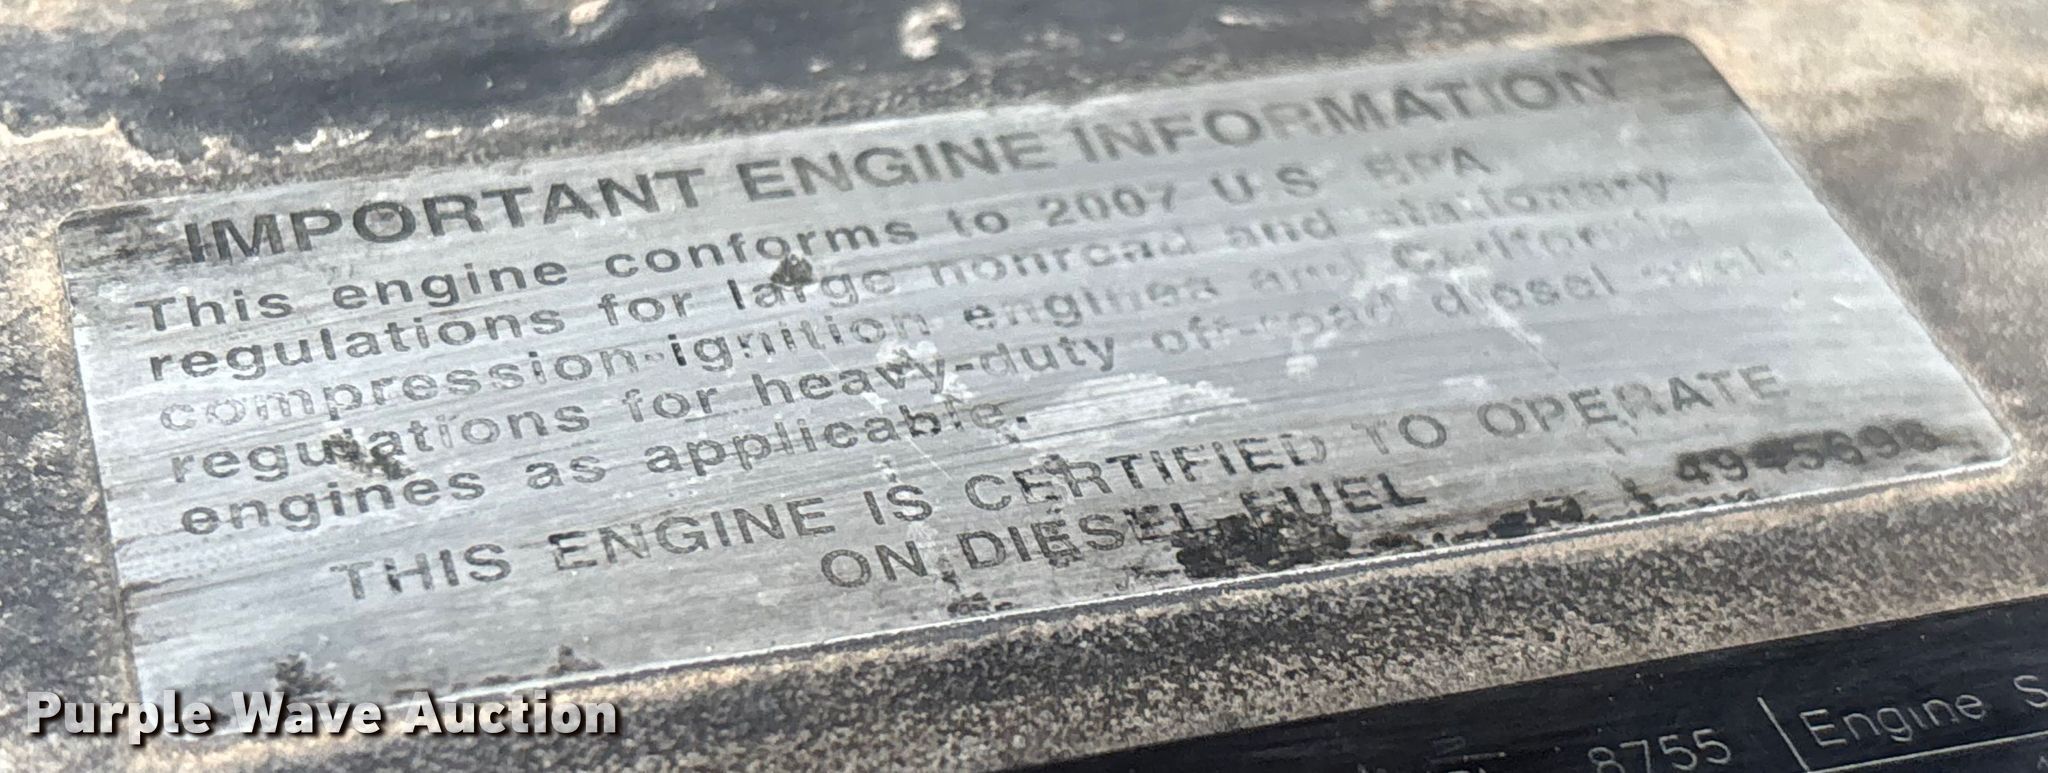 IMPORTANT ENGINE INFORMATION
This engine conforms to 2007 U S EPA
regulations for large nonroad and stationary
compression-ignition engines and California
regulations for heavy-duty off-road diesel cycle
engines as applicable.
THIS ENGINE IS CERTIFIED TO OPERATE
ON DIESEL FUEL
4945698
8755 Engine S
Purple Wave Auction